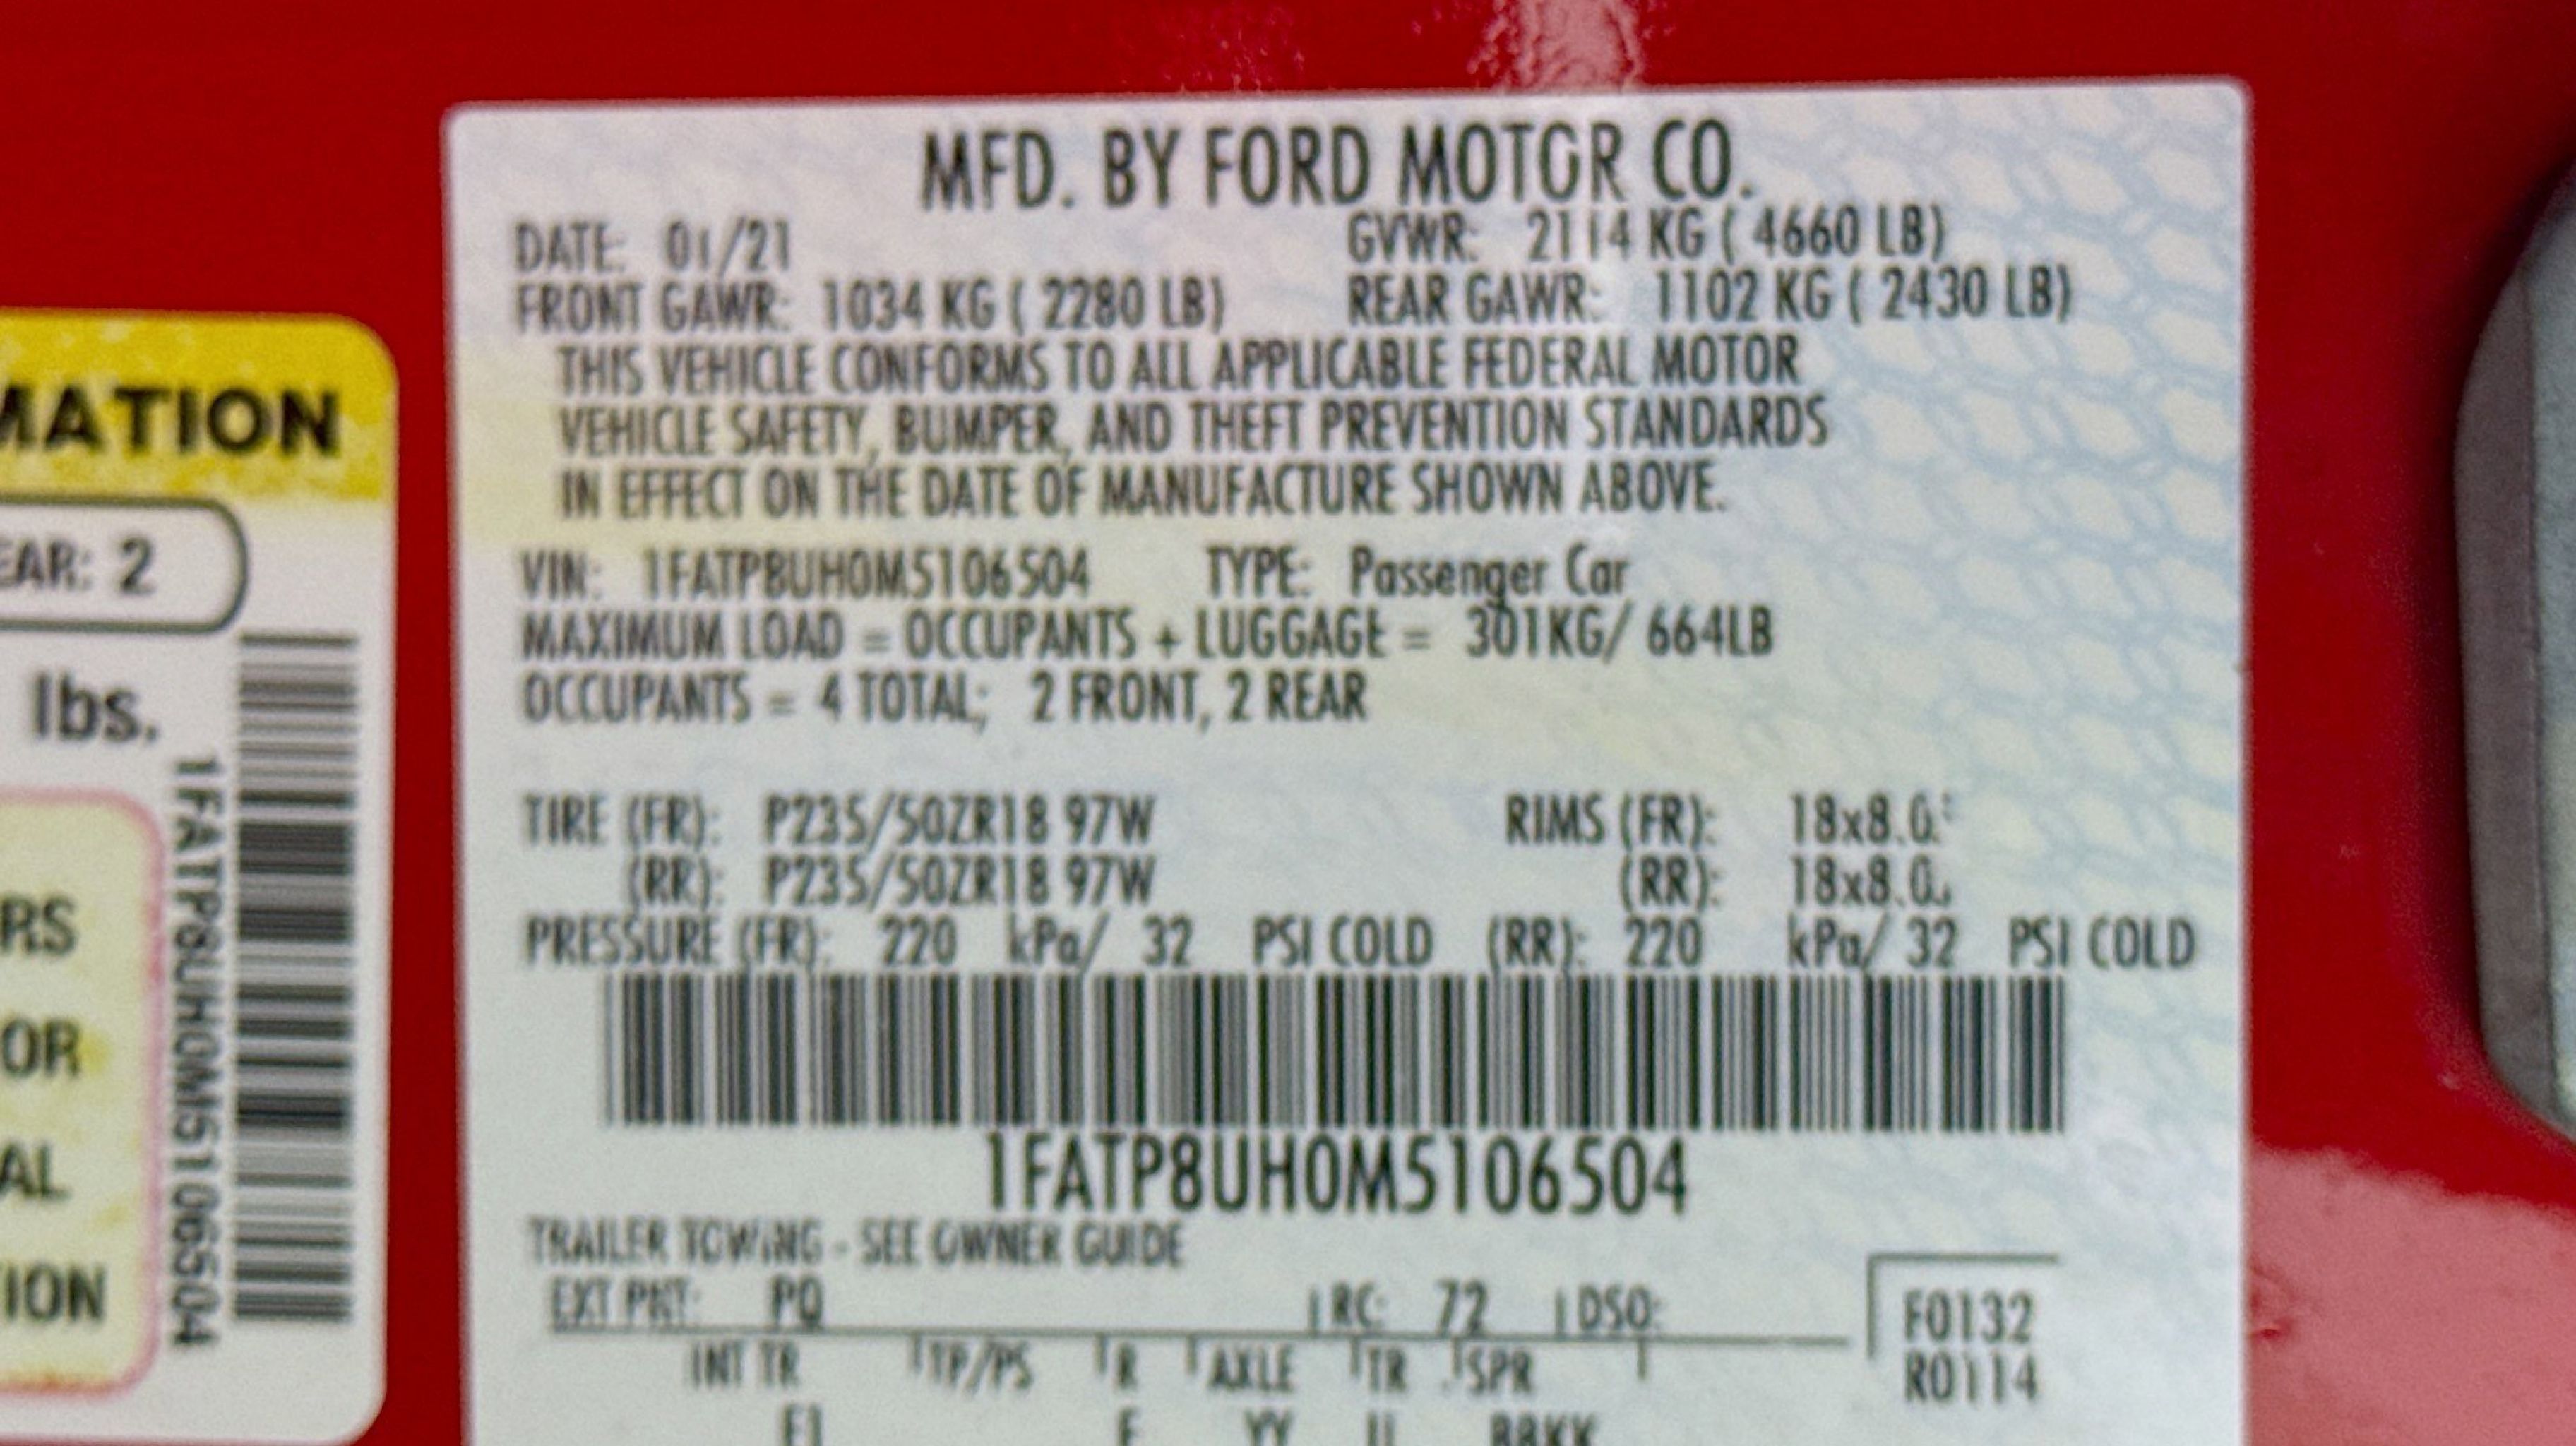 MATION
EAR: 2
lbs.
RS
OR
AL
ION
1FATP8UH0M5106504
MFD. BY FORD MOTOR CO.
DATE: 01/21 GVWR: 2114 KG ( 4660 LB)
FRONT GAWR: 1034 KG ( 2280 LB) REAR GAWR: 1102 KG ( 2430 LB)
THIS VEHICLE CONFORMS TO ALL APPLICABLE FEDERAL MOTOR
VEHICLE SAFETY, BUMPER, AND THEFT PREVENTION STANDARDS
IN EFFECT ON THE DATE OF MANUFACTURE SHOWN ABOVE.
VIN: 1FATP8UH0M5106504 TYPE: Passenger Car
MAXIMUM LOAD = OCCUPANTS + LUGGAGE = 301KG/ 664LB
OCCUPANTS = 4 TOTAL; 2 FRONT, 2 REAR
TIRE (FR): P235/50ZR18 97W RIMS (FR): 18x8.0
(RR): P235/50ZR18 97W (RR): 18x8.0
PRESSURE (FR): 220 kPa/ 32 PSI COLD (RR): 220 kPa/ 32 PSI COLD
1FATP8UH0M5106504
TRAILER TOWING - SEE OWNER GUIDE
EXT PNT: PQ RC: 72 DSO: F0132
INT TR TP/PS R AXLE TR SPR R0114